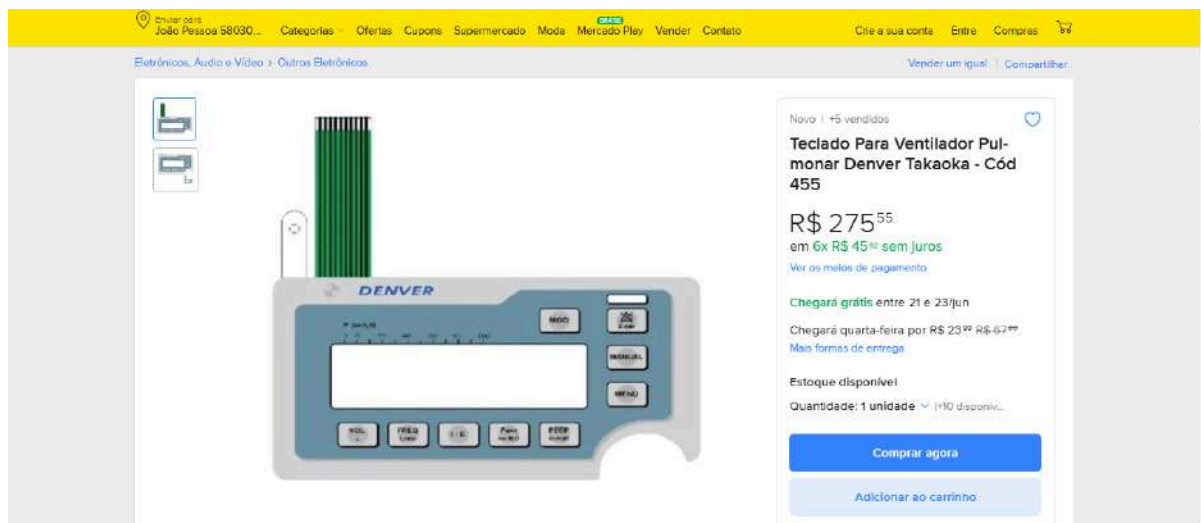 Enviar para
João Pessoa 58030...
Categorias Ofertas Cupons Supermercado Moda Mercado Play Vender Contato
GRÁTIS
Crie a sua conta Entre Compras
Eletrônicos, Áudio e Vídeo > Outros Eletrônicos
Vender um igual | Compartilhar
Novo | +5 vendidos
Teclado Para Ventilador Pul-
monar Denver Takaoka - Cód
455
R$ 275 55
em 6x R$ 45 92 sem juros
Ver os meios de pagamento
Chegará grátis entre 21 e 23/jun
Chegará quarta-feira por R$ 23 99
Mais formas de entrega
Estoque disponível
Quantidade: 1 unidade (+10 disponív...
Comprar agora
Adicionar ao carrinho
DENVER
MOD
MANUAL
MENU
VOL
FREQ
I:E
PEEP